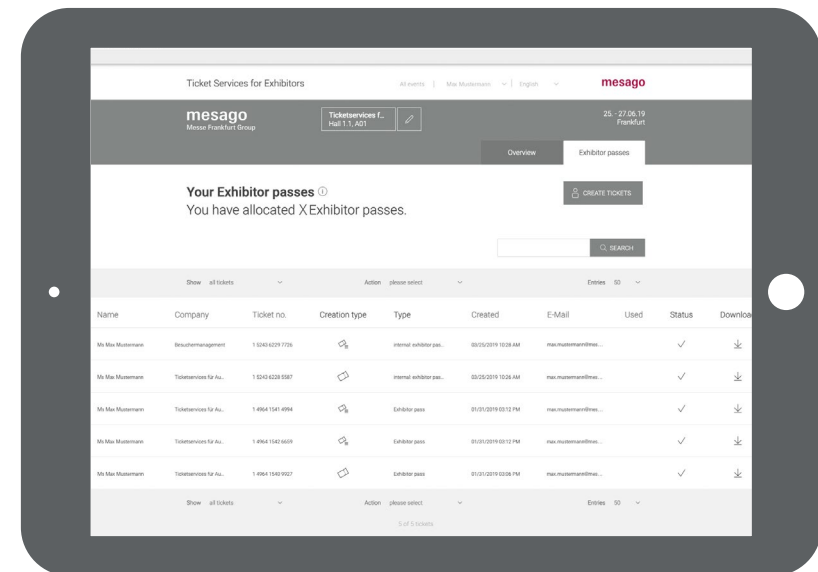 Ticket Services for Exhibitors All events | Max Mustermann | English mesago
mesago
Messe Frankfurt Group
Ticketservices f...
Hall 1.1, A01
25. - 27.06.19
Frankfurt
Overview Exhibitor passes
Your Exhibitor passes
You have allocated X Exhibitor passes.
CREATE TICKETS
SEARCH
Show all tickets Action please select Entries 50
Name Company Ticket no. Creation type Type Created E-Mail Used Status Downloa
Ms Max Mustermann Besuchermanagement 1 5243 6229 7726 internal exhibitor pas... 03/25/2019 10:28 AM max.mustermann@mes...
Ms Max Mustermann Ticketservices für Au... 1 5243 6228 5587 internal exhibitor pas... 03/25/2019 10:26 AM max.mustermann@mes...
Ms Max Mustermann Ticketservices für Au... 1 4964 1541 4994 Exhibitor pass 01/31/2019 03:12 PM max.mustermann@mes...
Ms Max Mustermann Ticketservices für Au... 1 4964 1542 6659 Exhibitor pass 01/31/2019 03:12 PM max.mustermann@mes...
Ms Max Mustermann Ticketservices für Au... 1 4964 1540 9927 Exhibitor pass 01/31/2019 03:06 PM max.mustermann@mes...
Show all tickets Action please select Entries 50
5 of 5 tickets